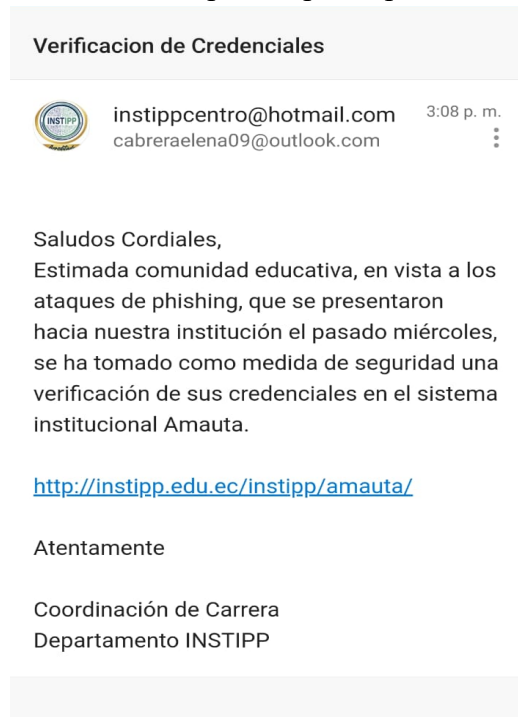 Verificacion de Credenciales
INSTIPP
instippcentro@hotmail.com
3:08 p. m.
cabreraelena09@outlook.com
Saludos Cordiales,
Estimada comunidad educativa, en vista a los
ataques de phishing, que se presentaron
hacia nuestra institución el pasado miércoles,
se ha tomado como medida de seguridad una
verificación de sus credenciales en el sistema
institucional Amauta.
http://instipp.edu.ec/instipp/amauta/
Atentamente
Coordinación de Carrera
Departamento INSTIPP